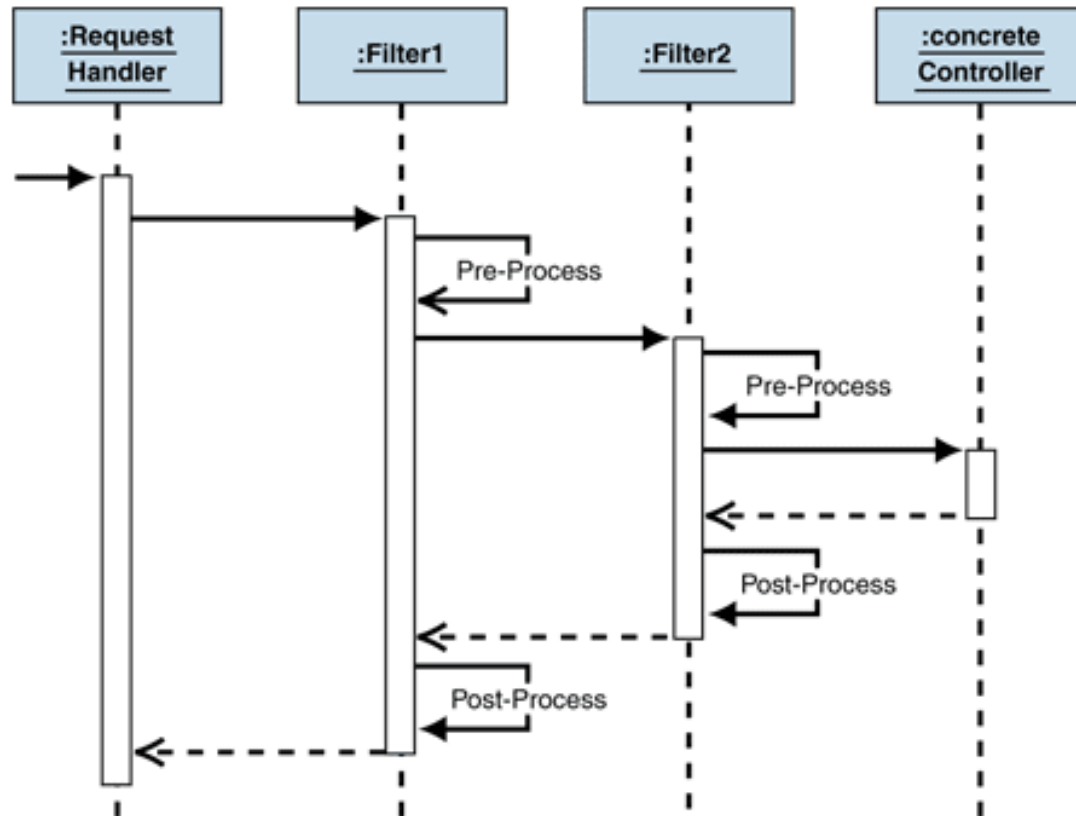 :Request
Handler
:Filter1
:Filter2
:concrete
Controller
Pre-Process
Pre-Process
Post-Process
Post-Process